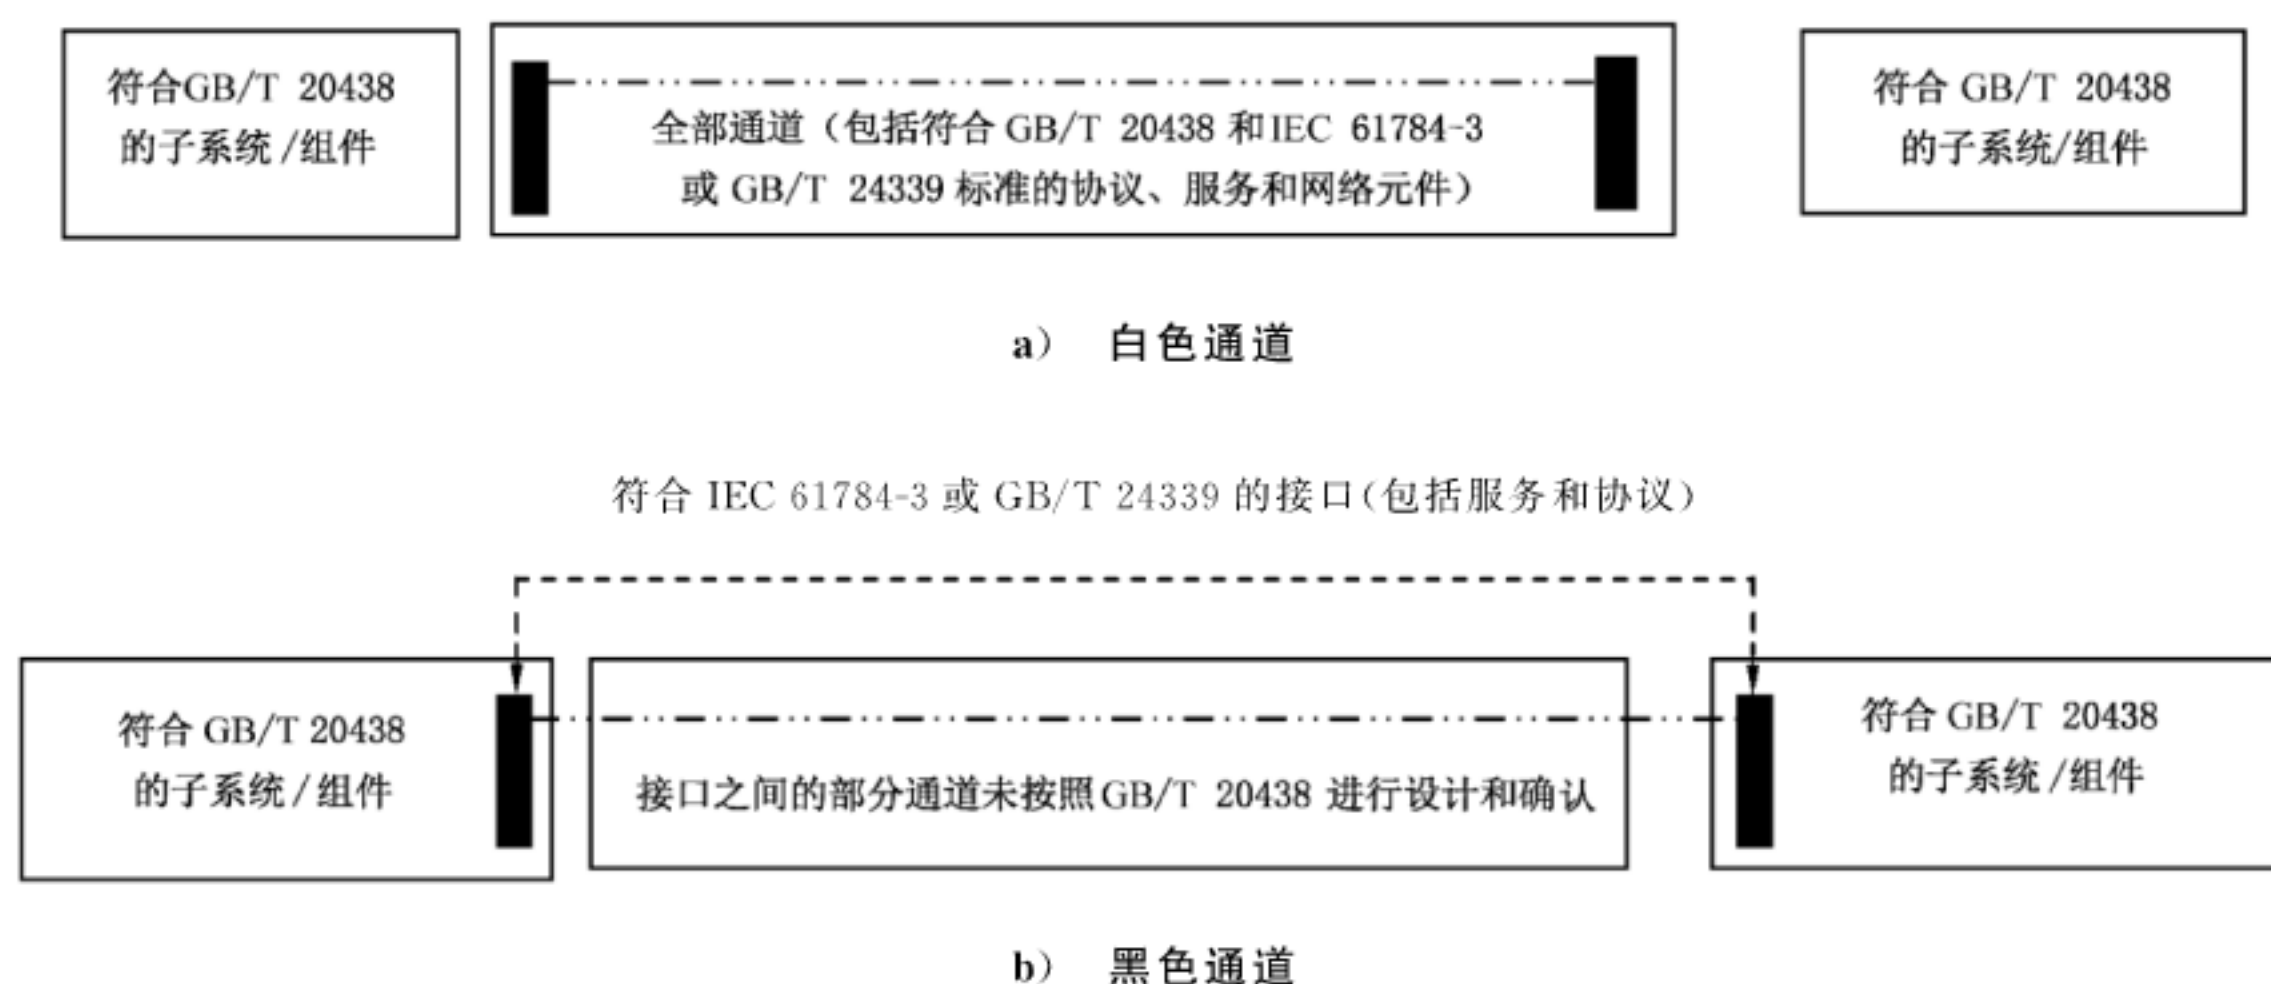 符合GB/T 20438
的子系统/组件
全部通道（包括符合 GB/T 20438 和IEC 61784-3
或 GB/T 24339 标准的协议、服务和网络元件）
符合 GB/T 20438
的子系统/组件
a） 白色通道
符合 IEC 61784-3 或 GB/T 24339 的接口(包括服务和协议)
符合 GB/T 20438
的子系统/组件
接口之间的部分通道未按照GB/T 20438 进行设计和确认
符合 GB/T 20438
的子系统/组件
b） 黑色通道